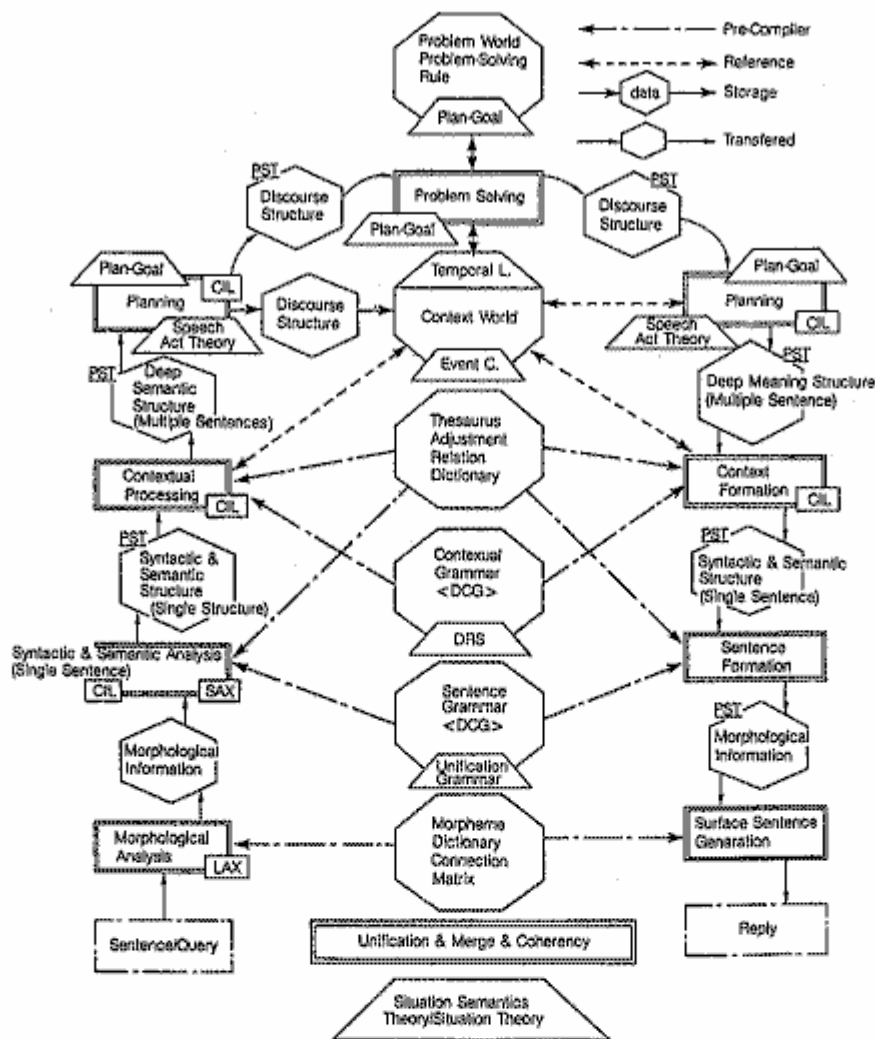 Problem World
Problem-Solving
Rule
Plan-Goal
Pre-Compiler
Reference
data
Storage
Transfered
PST
Discourse
Structure
Problem Solving
Plan-Goal
PST
Discourse
Structure
Plan-Goal
CIL
Planning
Speech
Act Theory
Discourse
Structure
Temporal L.
Context World
Event C.
Plan-Goal
Planning
CIL
Speech
Act Theory
PST
Deep
Semantic
Structure
(Multiple Sentences)
PST
Deep Meaning Structure
(Multiple Sentence)
Thesaurus
Adjustment
Relation
Dictionary
Contextual
Processing
CIL
Context
Formation
CIL
PST
Syntactic &
Semantic
Structure
(Single Structure)
Contexual
Grammar
<DCG>
DRS
PST
Syntactic & Semantic
Structure
(Single Sentence)
Syntactic & Semantic Analysis
(Single Sentence)
CIL
SAX
Sentence
Grammar
<DCG>
Unification
Grammar
Sentence
Formation
Morphological
Information
PST
Morphological
Information
Morphological
Analysis
LAX
Morpheme
Dictionary
Connection
Matrix
Surface Sentence
Generation
Sentence/Query
Unification & Merge & Coherency
Reply
Situation Semantics
Theory/Situation Theory